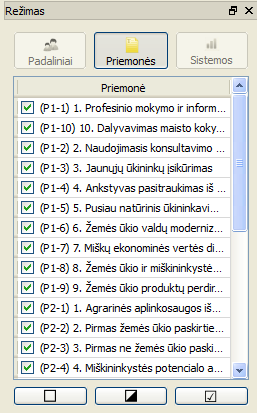 Režimas
Padaliniai
Priemonės
Sistemos
Priemonė
(P1-1) 1. Profesinio mokymo ir inform...
(P1-10) 10. Dalyvavimas maisto koky...
(P1-2) 2. Naudojimasis konsultavimo ...
(P1-3) 3. Jaunųjų ūkininkų įsikūrimas
(P1-4) 4. Ankstyvas pasitraukimas iš ...
(P1-5) 5. Pusiau natūrinis ūkininkavi...
(P1-6) 6. Žemės ūkio valdų moderniz...
(P1-7) 7. Miškų ekonominės vertės di...
(P1-8) 8. Žemės ūkio ir miškininkystė...
(P1-9) 9. Žemės ūkio produktų perdir...
(P2-1) 1. Agrarinės aplinkosaugos iš...
(P2-2) 2. Pirmas žemės ūkio paskirtie...
(P2-3) 3. Pirmas ne žemės ūkio paski...
(P2-4) 4. Miškininkystės potencialo a...